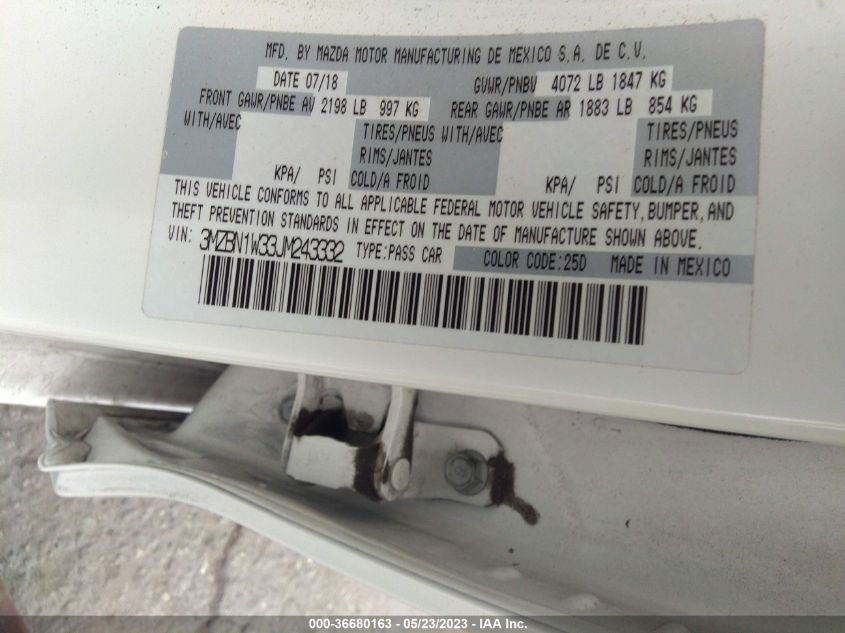 MFD. BY MAZDA MOTOR MANUFACTURING DE MEXICO S.A. DE C.V.
DATE 07/18 GVWR/PNBV 4072 LB 1847 KG
FRONT GAWR/PNBE AV 2198 LB 997 KG REAR GAWR/PNBE AR 1883 LB 854 KG
WITH/AVEC TIRES/PNEUS WITH/AVEC TIRES/PNEUS
RIMS/JANTES RIMS/JANTES
KPA/ PSI COLD/A FROID KPA/ PSI COLD/A FROID
THIS VEHICLE CONFORMS TO ALL APPLICABLE FEDERAL MOTOR VEHICLE SAFETY, BUMPER, AND
THEFT PREVENTION STANDARDS IN EFFECT ON THE DATE OF MANUFACTURE SHOWN ABOVE.
VIN: 3MZBN1W33JM243332 TYPE:PASS CAR COLOR CODE:25D MADE IN MEXICO
000-36680163 - 05/23/2023 - IAA Inc.